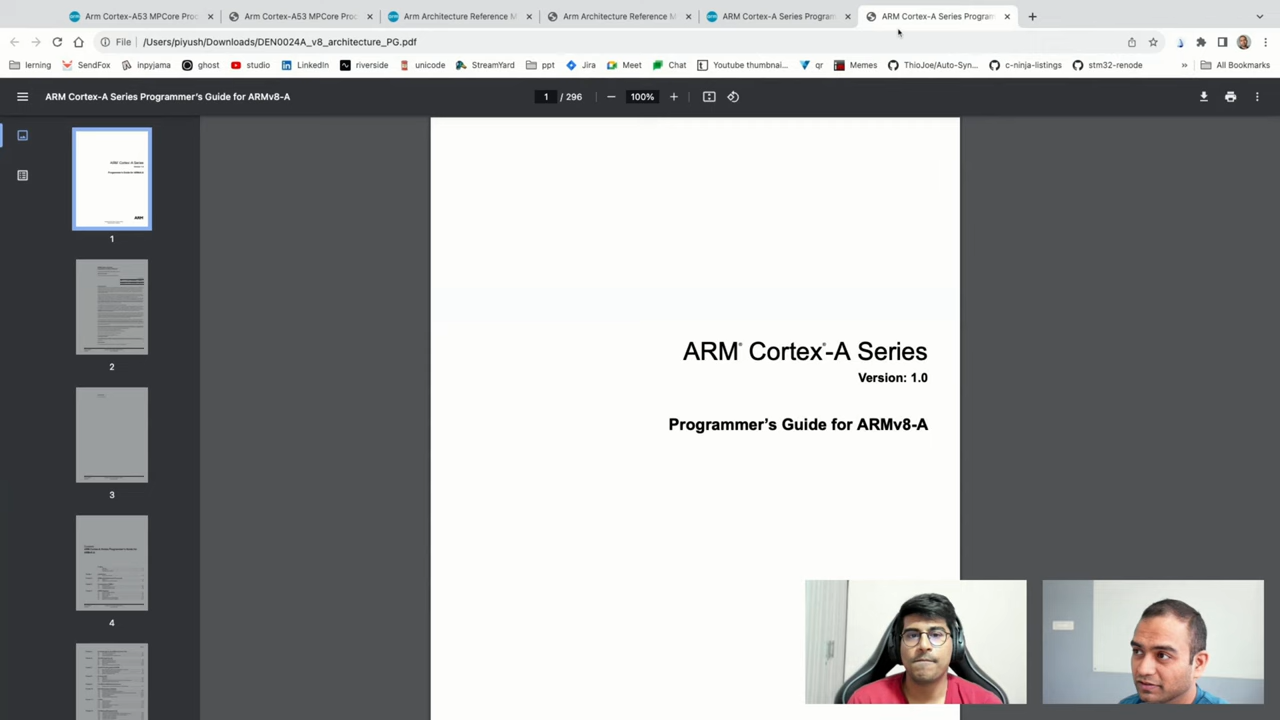 Arm Cortex-A53 MPCore Proc
Arm Cortex-A53 MPCore Proc
Arm Architecture Reference M
Arm Architecture Reference M
ARM Cortex-A Series Program
ARM Cortex-A Series Program
File
/Users/piyush/Downloads/DEN0024A_v8_architecture_PG.pdf
lerning
SendFox
inpyjama
ghost
studio
LinkedIn
riverside
unicode
StreamYard
ppt
Jira
Meet
Chat
Youtube thumbnai...
qr
Memes
ThioJoe/Auto-Syn...
c-ninja-listings
stm32-renode
»
All Bookmarks
ARM Cortex-A Series Programmer's Guide for ARMv8-A
1 / 296
100%
1
2
3
4
ARM® Cortex®-A Series
Version: 1.0
Programmer's Guide for ARMv8-A